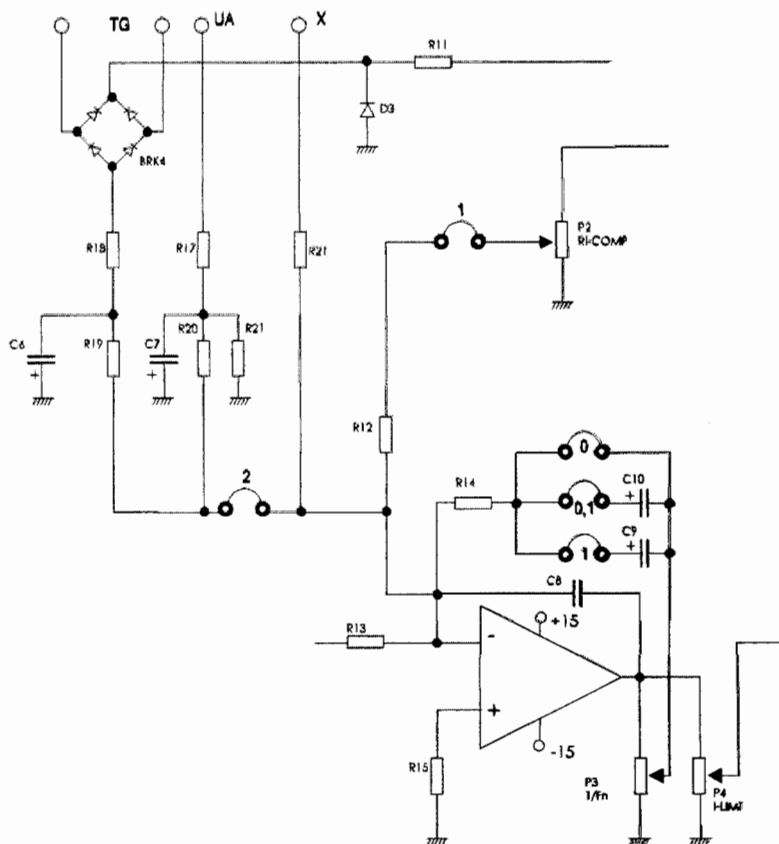 TG UA X
R11
D3
BRK4
1
P2
RI-COMP
R18 R17 R21
C6 R19 C7 R20 R21
R12
2
0
R14 C10
+
0,1
C9
+
1
C8
+15
R13
-
+
-15
R15
P3
1/Fn
P4
I-LIMIT
+
+